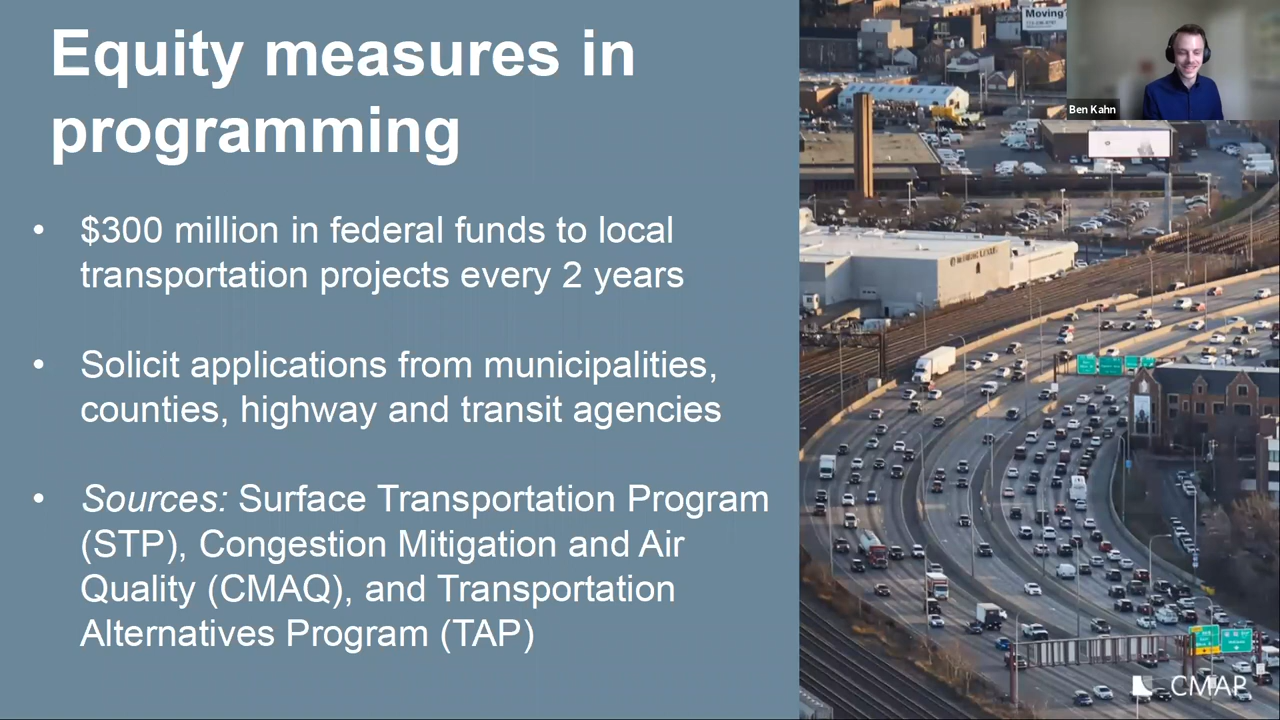 Equity measures in
programming
• $300 million in federal funds to local
transportation projects every 2 years
• Solicit applications from municipalities,
counties, highway and transit agencies
• Sources: Surface Transportation Program
(STP), Congestion Mitigation and Air
Quality (CMAQ), and Transportation
Alternatives Program (TAP)
Moving?
Ben Kahn
CMAP